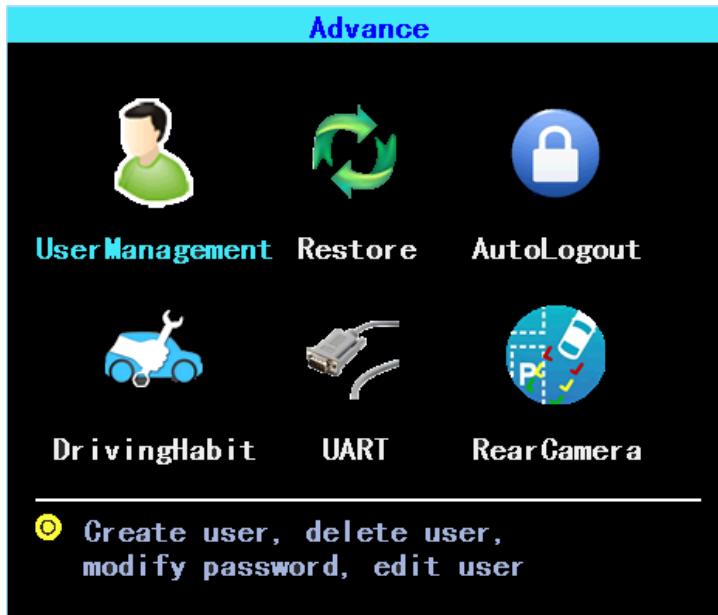 Advance
UserManagement Restore AutoLogout
P
DrivingHabit UART RearCamera
Create user, delete user,
modify password, edit user